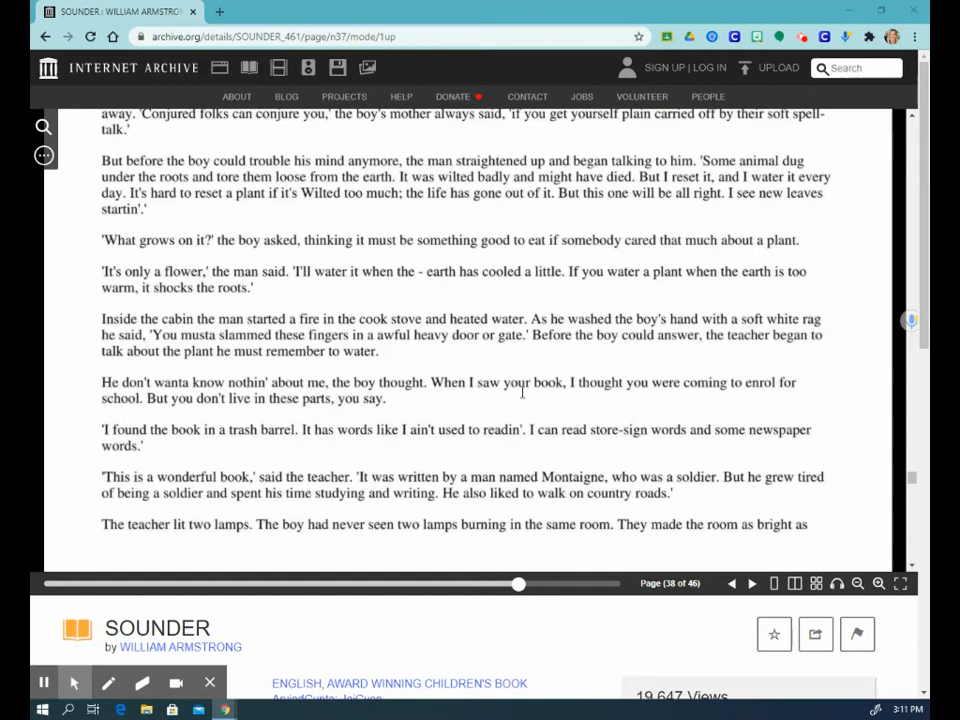 SOUNDER : WILLIAM ARMSTRO
archive.org/details/SOUNDER_461/page/n37/mode/1up
INTERNET ARCHIVE
SIGN UP | LOG IN
UPLOAD
Search
ABOUT
BLOG
PROJECTS
HELP
DONATE
CONTACT
JOBS
VOLUNTEER
PEOPLE
away. 'Conjured folks can conjure you,' the boy's mother always said, 'if you get yourself plain carried off by their soft spell-
talk.'
But before the boy could trouble his mind anymore, the man straightened up and began talking to him. 'Some animal dug
under the roots and tore them loose from the earth. It was wilted badly and might have died. But I reset it, and I water it every
day. It's hard to reset a plant if it's Wilted too much; the life has gone out of it. But this one will be all right. I see new leaves
startin'.'
'What grows on it?' the boy asked, thinking it must be something good to eat if somebody cared that much about a plant.
'It's only a flower,' the man said. 'I'll water it when the - earth has cooled a little. If you water a plant when the earth is too
warm, it shocks the roots.'
Inside the cabin the man started a fire in the cook stove and heated water. As he washed the boy's hand with a soft white rag
he said, 'You musta slammed these fingers in a awful heavy door or gate.' Before the boy could answer, the teacher began to
talk about the plant he must remember to water.
He don't wanta know nothin' about me, the boy thought. When I saw your book, I thought you were coming to enrol for
school. But you don't live in these parts, you say.
'I found the book in a trash barrel. It has words like I ain't used to readin'. I can read store-sign words and some newspaper
words.'
'This is a wonderful book,' said the teacher. 'It was written by a man named Montaigne, who was a soldier. But he grew tired
of being a soldier and spent his time studying and writing. He also liked to walk on country roads.'
The teacher lit two lamps. The boy had never seen two lamps burning in the same room. They made the room as bright as
Page (38 of 46)
SOUNDER
by WILLIAM ARMSTRONG
ENGLISH, AWARD WINNING CHILDREN'S BOOK
ArvindGupta; JaiGyan
19,647 Views
3:11 PM